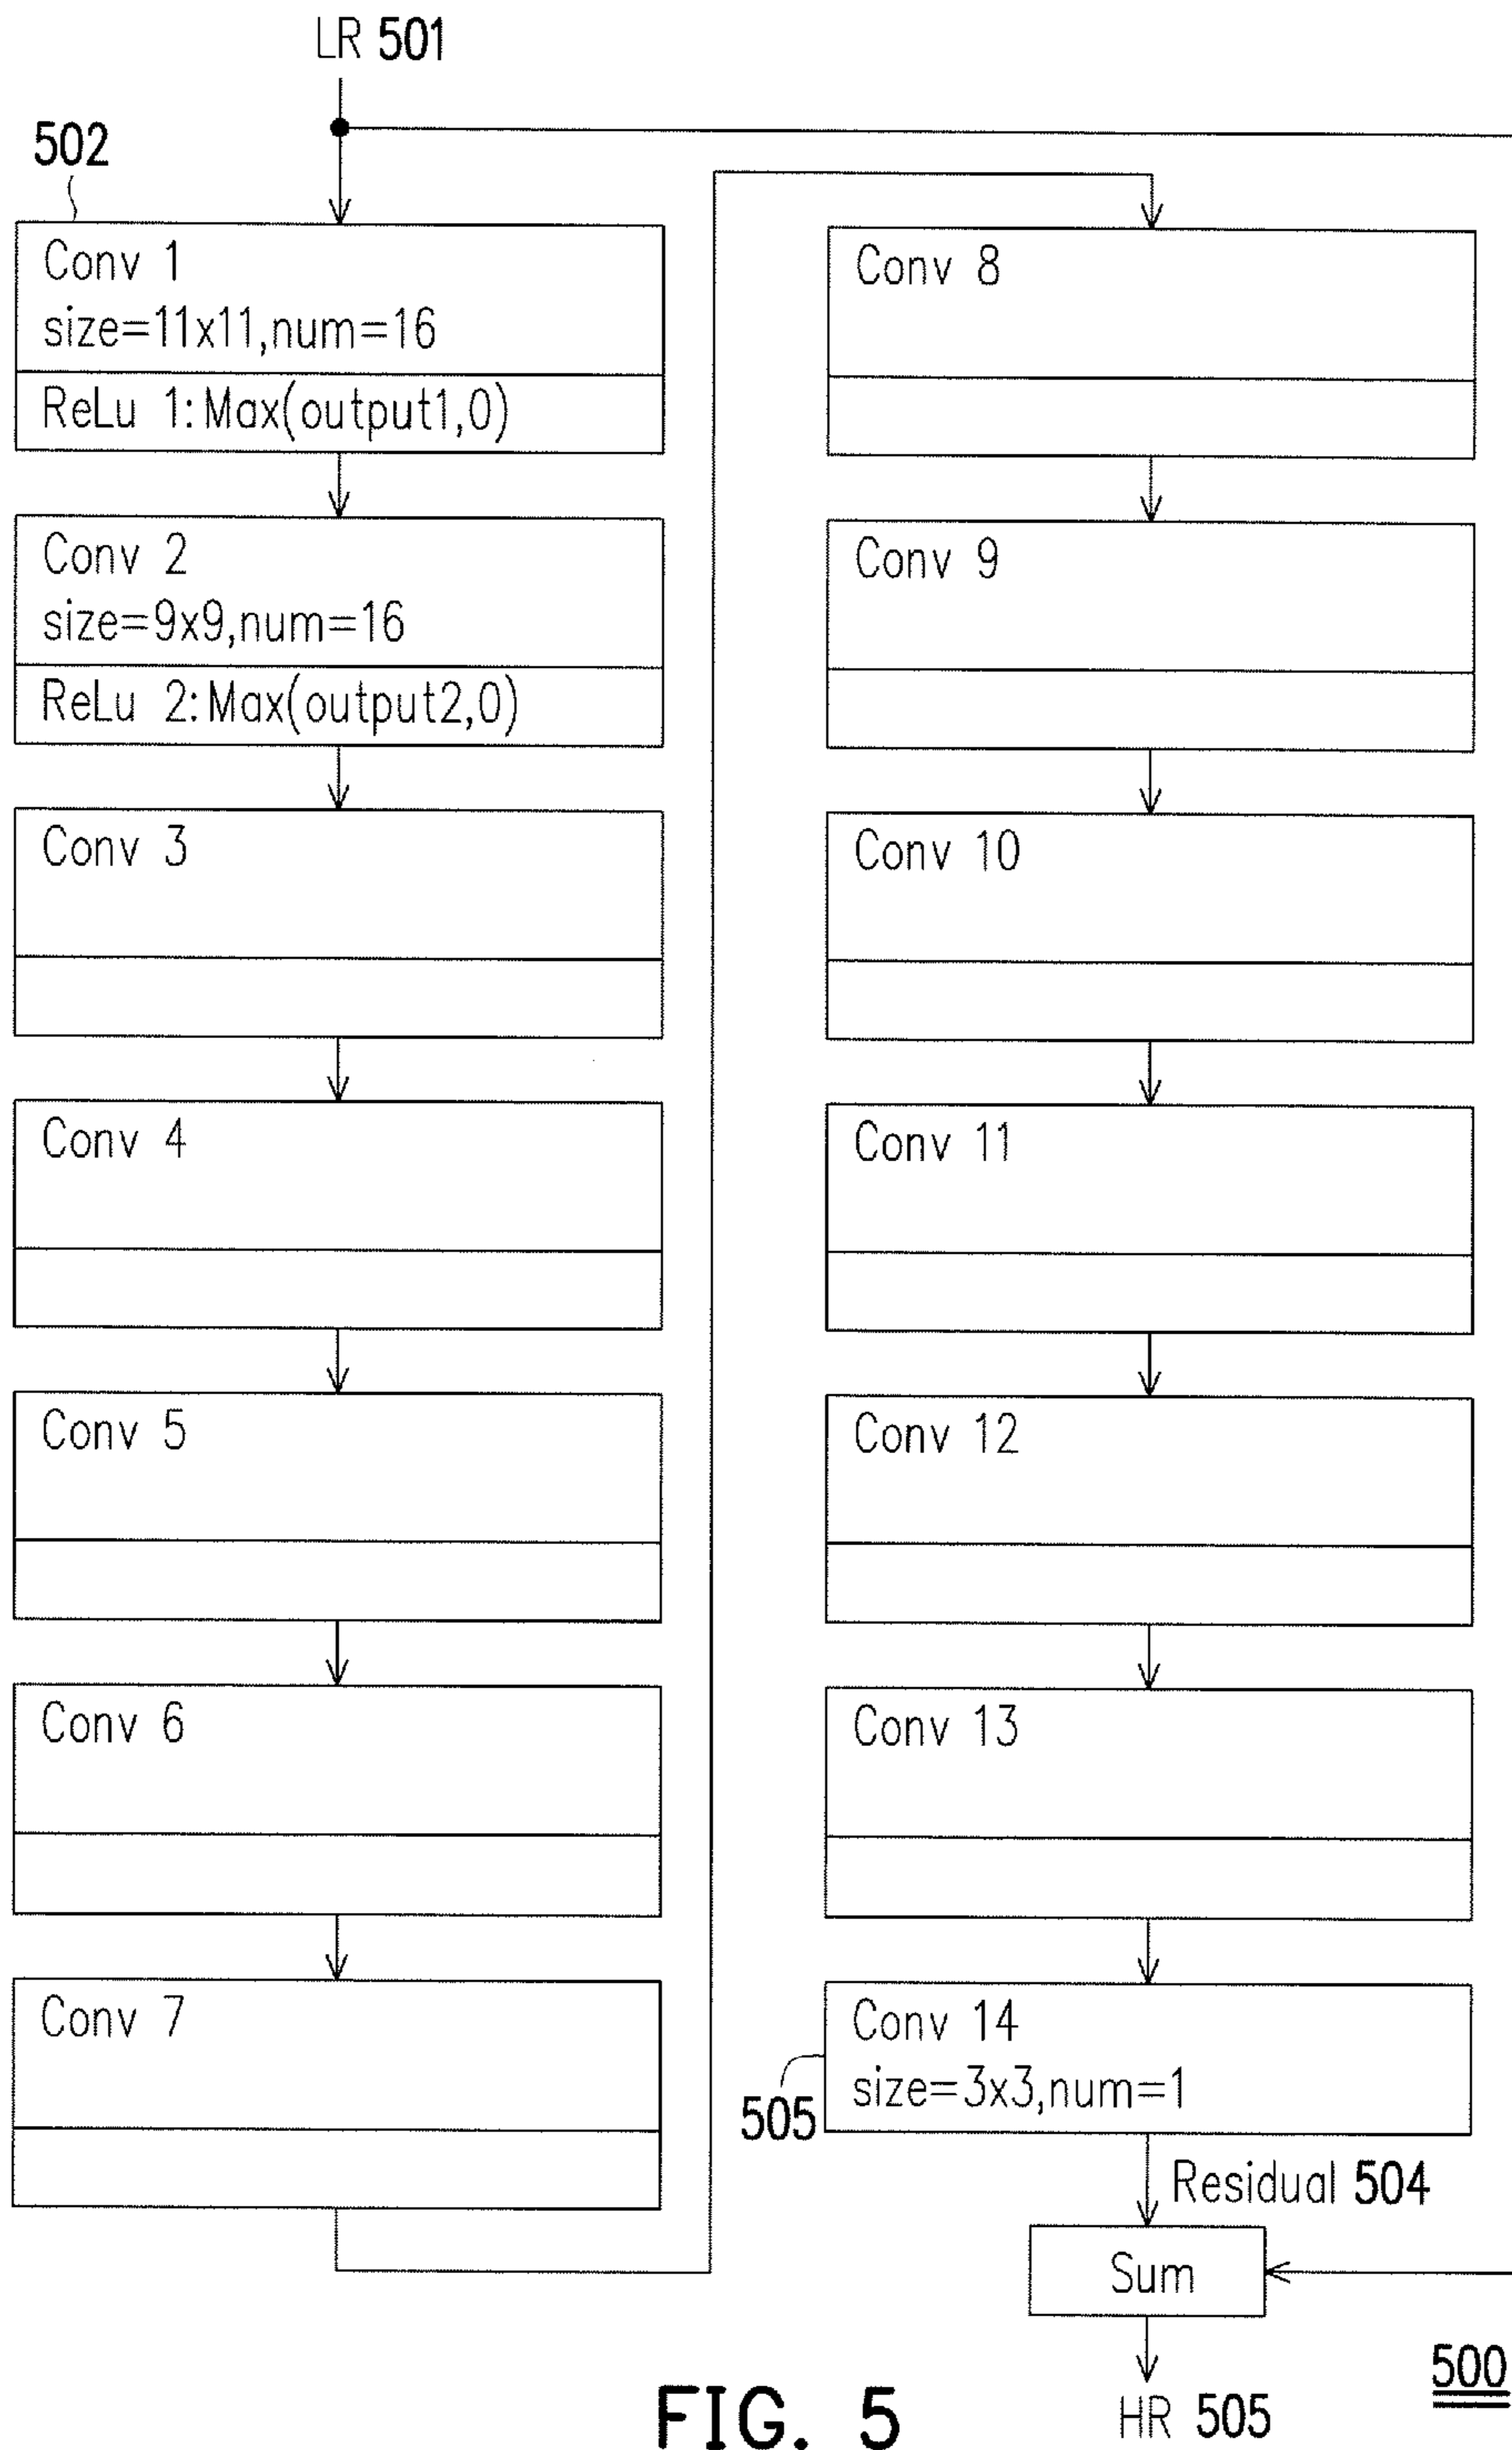 LR 501
502
Conv 1
size=11x11,num=16
ReLu 1:Max(output1,0)
Conv 2
size=9x9,num=16
ReLu 2:Max(output2,0)
Conv 3
Conv 4
Conv 5
Conv 6
Conv 7
Conv 8
Conv 9
Conv 10
Conv 11
Conv 12
Conv 13
Conv 14
size=3x3,num=1
505
Residual 504
Sum
HR 505
500
FIG. 5